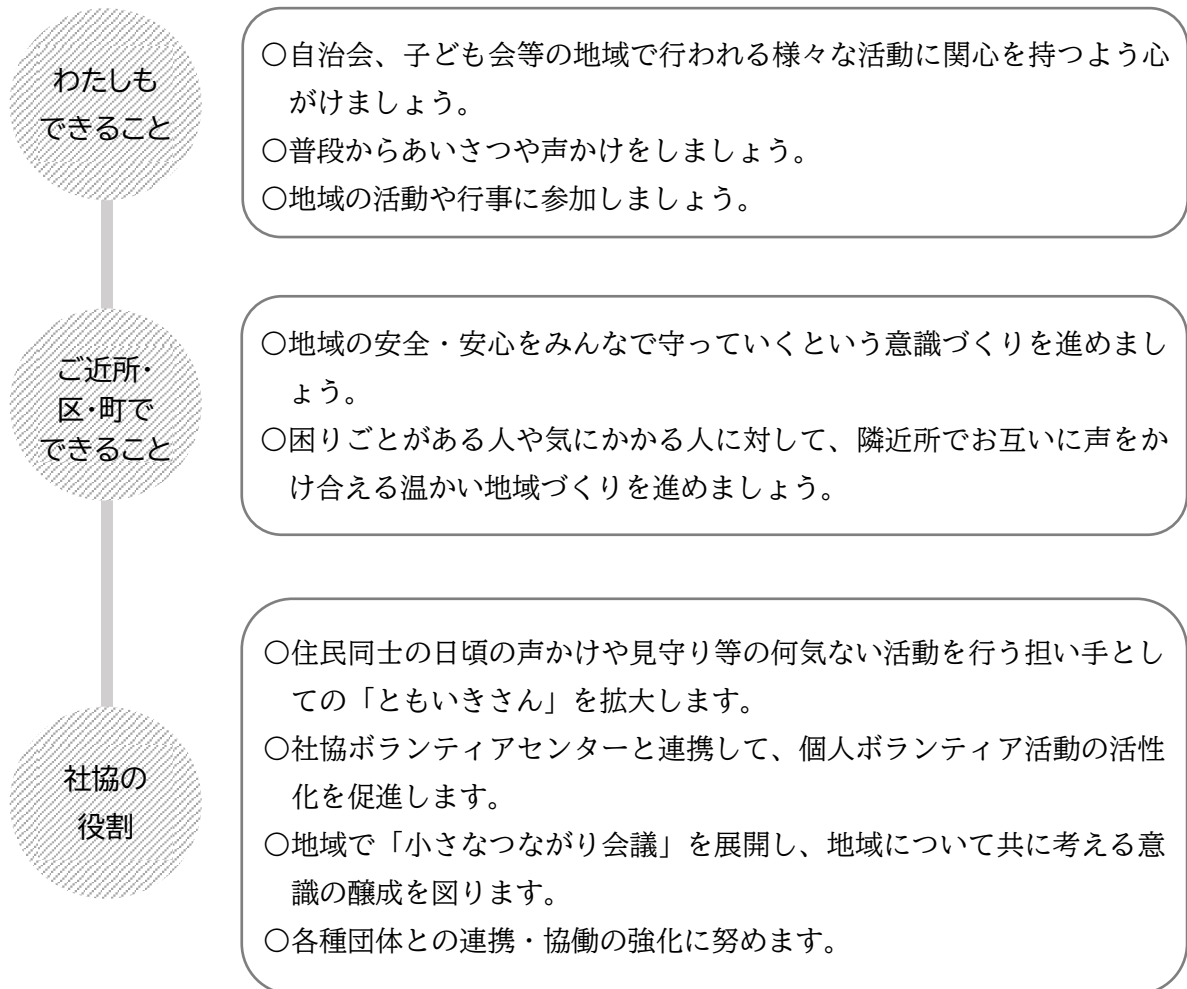 わたしも
できること
○自治会、子ども会等の地域で行われる様々な活動に関心を持つよう心
がけましょう。
○普段からあいさつや声かけをしましょう。
○地域の活動や行事に参加しましょう。
ご近所・
区・町で
できること
○地域の安全・安心をみんなで守っていくという意識づくりを進めまし
ょう。
○困りごとがある人や気にかかる人に対して、隣近所でお互いに声をか
け合える温かい地域づくりを進めましょう。
社協の
役割
○住民同士の日頃の声かけや見守り等の何気ない活動を行う担い手とし
ての「ともいきさん」を拡大します。
○社協ボランティアセンターと連携して、個人ボランティア活動の活性
化を促進します。
○地域で「小さなつながり会議」を展開し、地域について共に考える意
識の醸成を図ります。
○各種団体との連携・協働の強化に努めます。